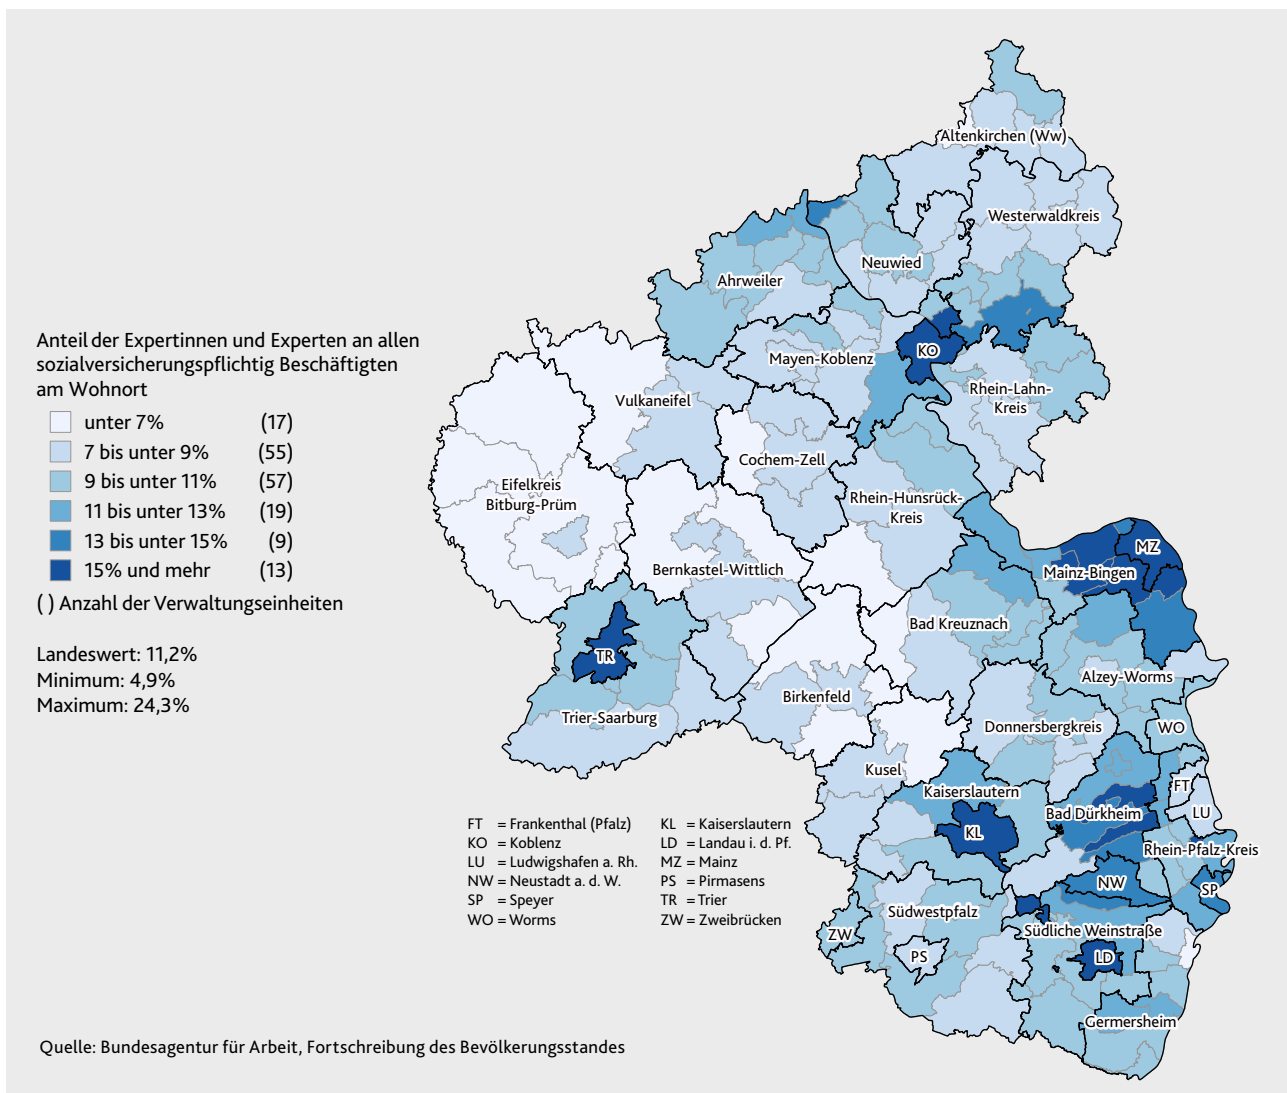 Altenkirchen (Ww)
Westerwaldkreis
Neuwied
Ahrweiler
Anteil der Expertinnen und Experten an allen
sozialversicherungspflichtig Beschäftigten
am Wohnort
unter 7% (17)
7 bis unter 9% (55)
9 bis unter 11% (57)
11 bis unter 13% (19)
13 bis unter 15% (9)
15% und mehr (13)
( ) Anzahl der Verwaltungseinheiten
Landeswert: 11,2%
Minimum: 4,9%
Maximum: 24,3%
KO
Mayen-Koblenz
Rhein-Lahn-
Kreis
Vulkaneifel
Cochem-Zell
Eifelkreis
Bitburg-Prüm
Rhein-Hunsrück-
Kreis
MZ
Mainz-Bingen
Bernkastel-Wittlich
Bad Kreuznach
TR
Alzey-Worms
Birkenfeld
Trier-Saarburg
Donnersbergkreis
WO
Kusel
Kaiserslautern
FT
LU
Bad Dürkheim
KL
Rhein-Pfalz-Kreis
NW
SP
Südwestpfalz
ZW
Südliche Weinstraße
PS
LD
Germersheim
FT = Frankenthal (Pfalz)
KO = Koblenz
LU = Ludwigshafen a. Rh.
NW = Neustadt a. d. W.
SP = Speyer
WO = Worms
KL = Kaiserslautern
LD = Landau i. d. Pf.
MZ = Mainz
PS = Pirmasens
TR = Trier
ZW = Zweibrücken
Quelle: Bundesagentur für Arbeit, Fortschreibung des Bevölkerungsstandes